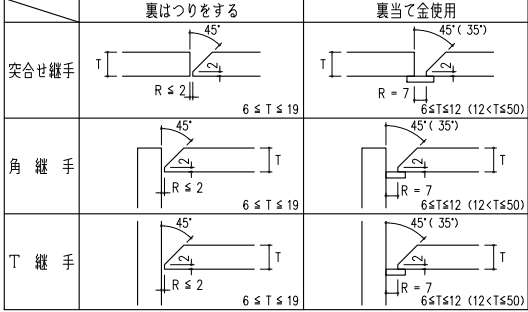 裏はつりをする
裏当て金使用
突合せ継手
45°
T
2
R ≤ 2
6 ≤ T ≤ 19
45°( 35°)
T
2
R = 7
6≤T≤12 (12<T≤50)
角 継 手
45°
T
2
R ≤ 2
6 ≤ T ≤ 19
45°( 35°)
T
2
R = 7
6≤T≤12 (12<T≤50)
T 継 手
45°
T
2
R ≤ 2
6 ≤ T ≤ 19
45°( 35°)
T
2
R = 7
6≤T≤12 (12<T≤50)